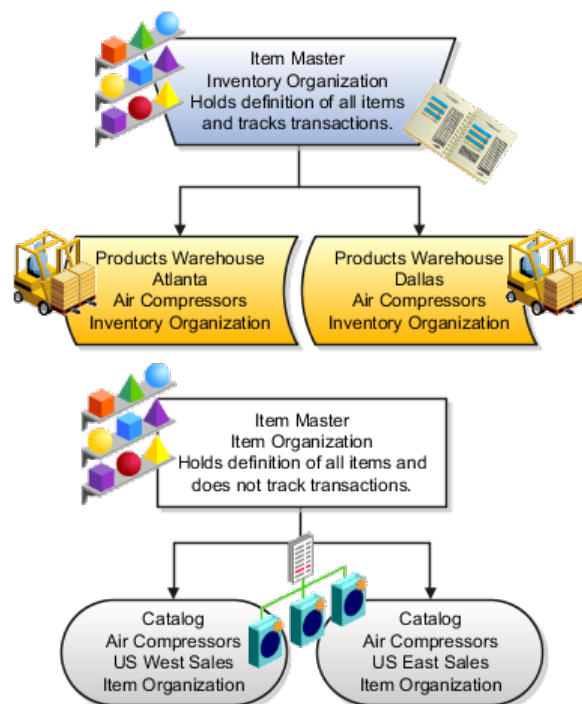 Item Master
Inventory Organization
Holds definition of all items
and tracks transactions.
Products Warehouse
Atlanta
Air Compressors
Inventory Organization
Products Warehouse
Dallas
Air Compressors
Inventory Organization
Item Master
Item Organization
Holds definition of all items and
does not track transactions.
Catalog
Air Compressors
US West Sales
Item Organization
Catalog
Air Compressors
US East Sales
Item Organization